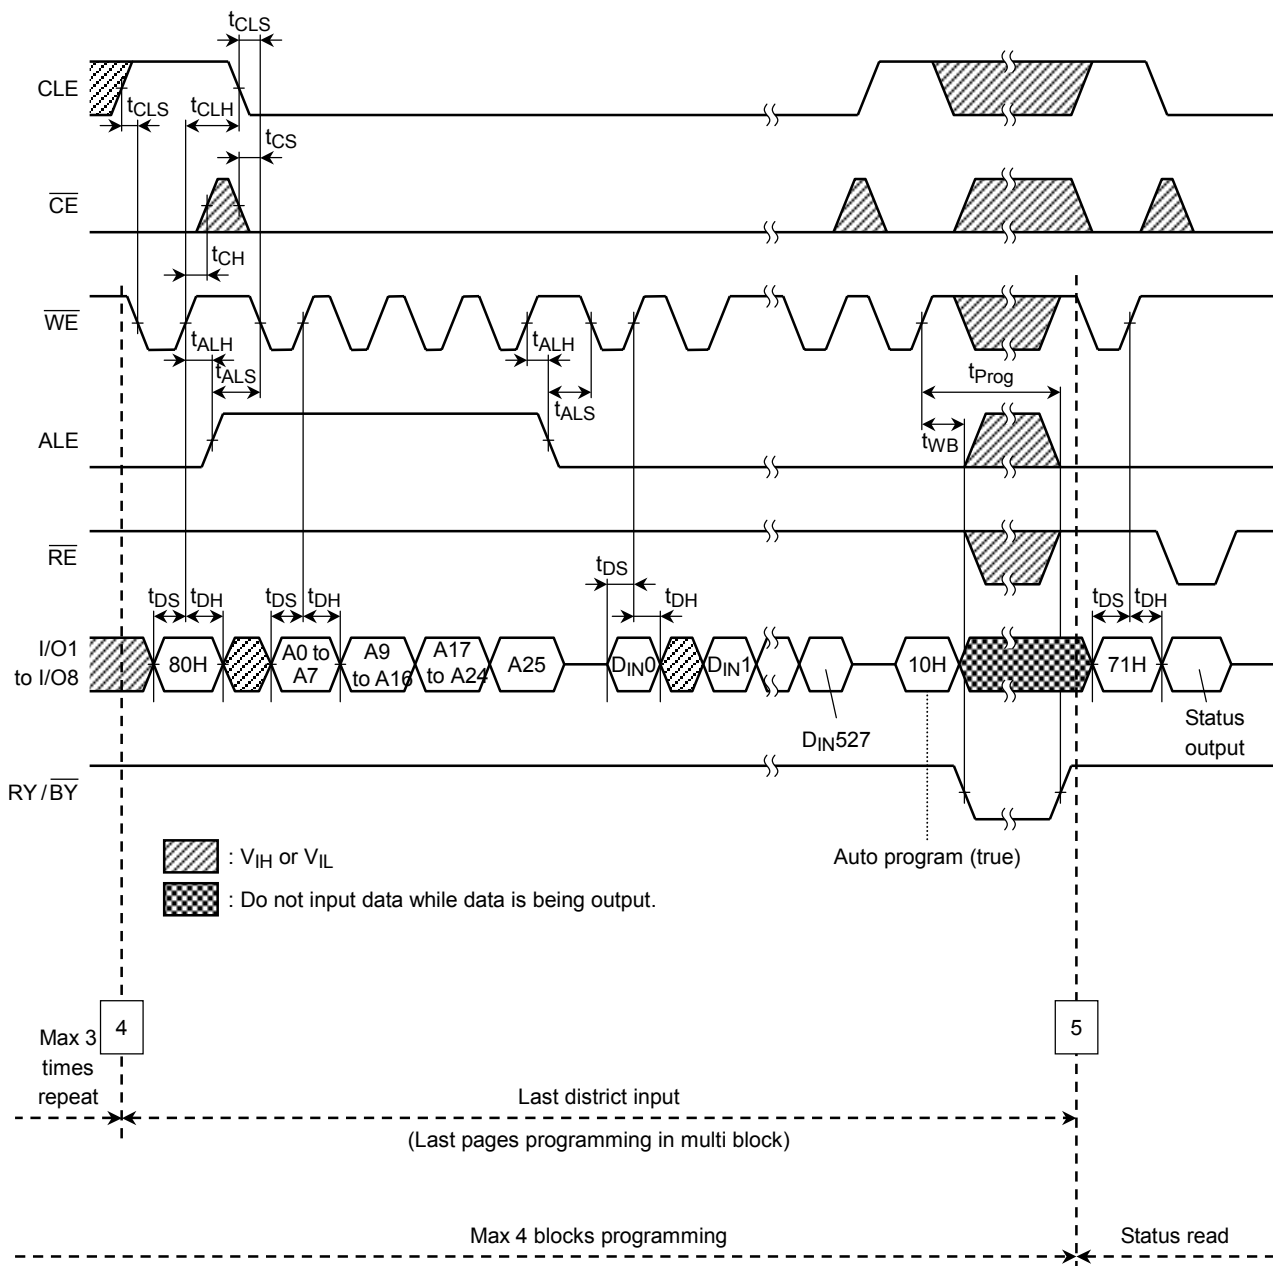 tCLS
CLE
tCLS
tCLH
tCS
CE
tCH
WE
tALH
tALS
tALH
tALS
tProg
ALE
tWB
RE
tDS
tDS
tDH
tDS
tDH
tDH
tDS
tDH
I/O1
to I/O8
80H
A0 to
A7
A9
to A16
A17
to A24
A25
DIN0
DIN1
10H
71H
DIN527
Status
output
RY/BY
: VIH or VIL
Auto program (true)
: Do not input data while data is being output.
4
5
Max 3
times
repeat
Last district input
(Last pages programming in multi block)
Max 4 blocks programming
Status read